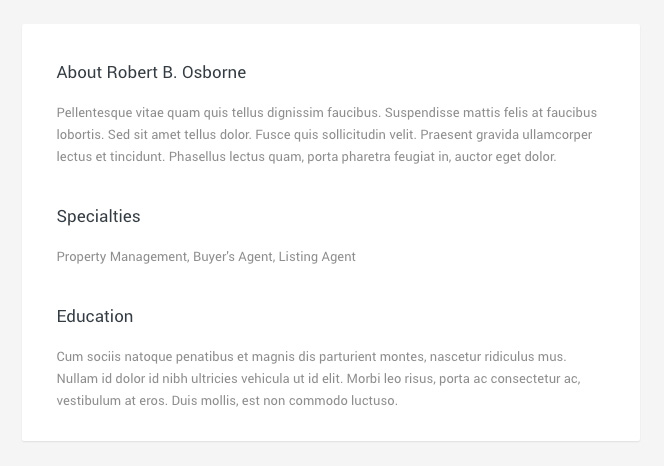 About Robert B. Osborne
Pellentesque vitae quam quis tellus dignissim faucibus. Suspendisse mattis felis at faucibus
lobortis. Sed sit amet tellus dolor. Fusce quis sollicitudin velit. Praesent gravida ullamcorper
lectus et tincidunt. Phasellus lectus quam, porta pharetra feugiat in, auctor eget dolor.
Specialties
Property Management, Buyer's Agent, Listing Agent
Education
Cum sociis natoque penatibus et magnis dis parturient montes, nascetur ridiculus mus.
Nullam id dolor id nibh ultricies vehicula ut id elit. Morbi leo risus, porta ac consectetur ac,
vestibulum at eros. Duis mollis, est non commodo luctuso.